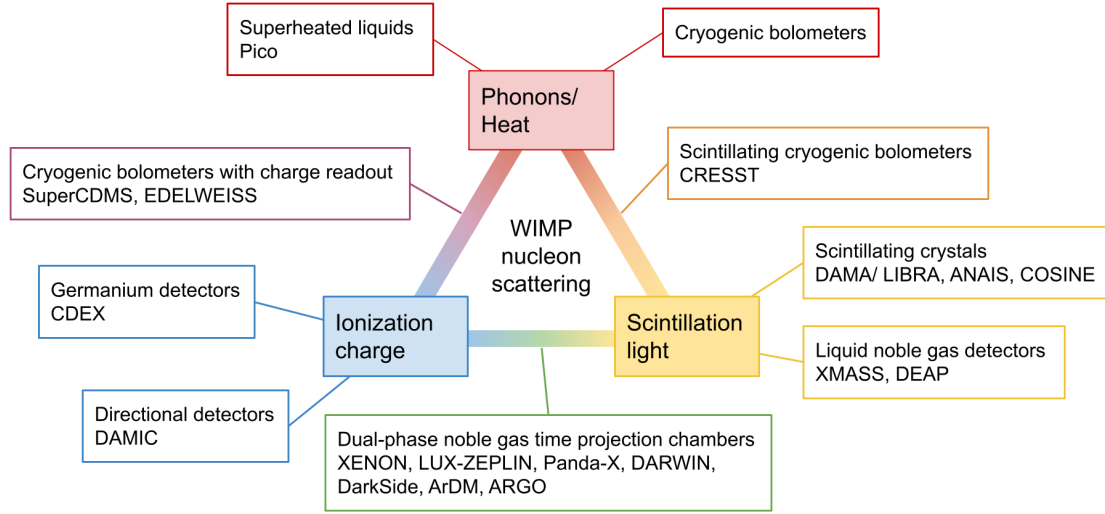 Superheated liquids
Pico
Cryogenic bolometers
Phonons/
Heat
Cryogenic bolometers with charge readout
SuperCDMS, EDELWEISS
Scintillating cryogenic bolometers
CRESST
WIMP
nucleon
scattering
Scintillating crystals
DAMA/ LIBRA, ANAIS, COSINE
Germanium detectors
CDEX
Ionization
charge
Scintillation
light
Liquid noble gas detectors
XMASS, DEAP
Directional detectors
DAMIC
Dual-phase noble gas time projection chambers
XENON, LUX-ZEPLIN, Panda-X, DARWIN,
DarkSide, ArDM, ARGO